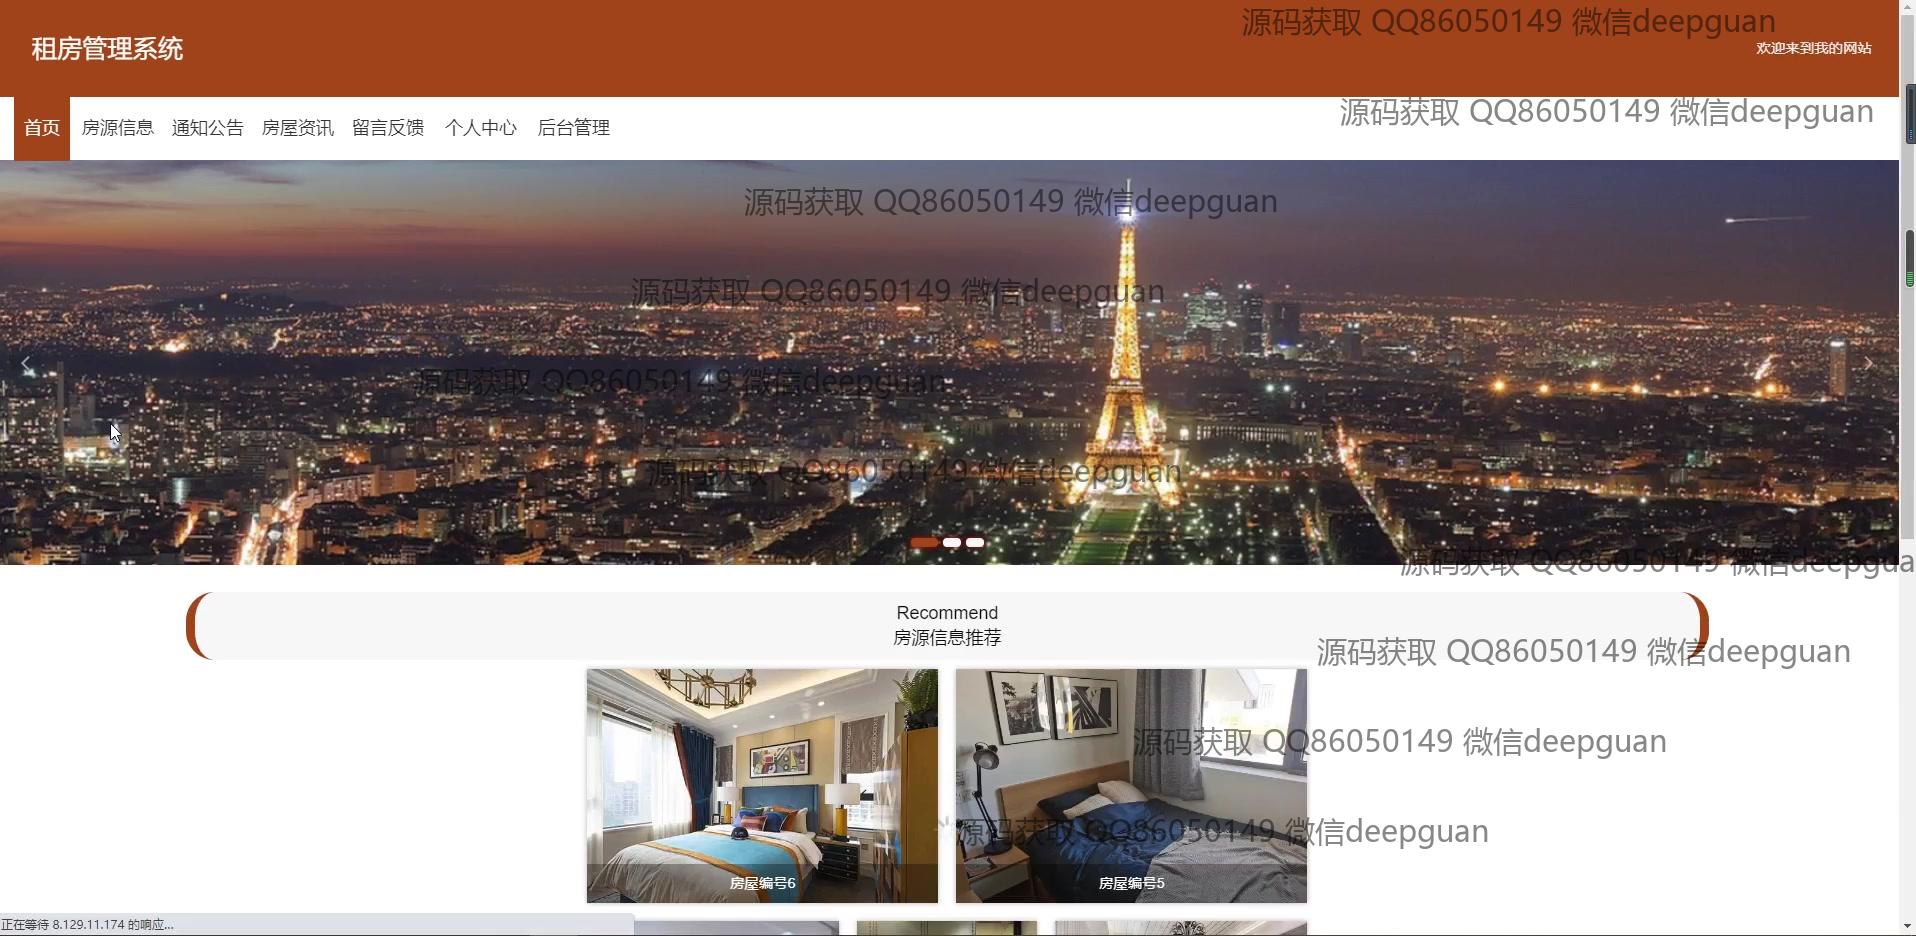 源码获取 QQ86050149 微信deepguan
租房管理系统
欢迎来到我的网站
源码获取 QQ86050149 微信deepguan
首页 房源信息 通知公告 房屋资讯 留言反馈 个人中心 后台管理
源码获取 QQ86050149 微信deepguan
源码获取 QQ86050149 微信deepguan
源码获取 QQ86050149 微信deepguan
源码获取 QQ86050149 微信deepguan
源码获取 QQ86050149 微信deepgua
Recommend
房源信息推荐
源码获取 QQ86050149 微信deepguan
源码获取 QQ86050149 微信deepguan
源码获取 QQ86050149 微信deepguan
房屋编号6
房屋编号5
正在等待 8.129.11.174 的响应...